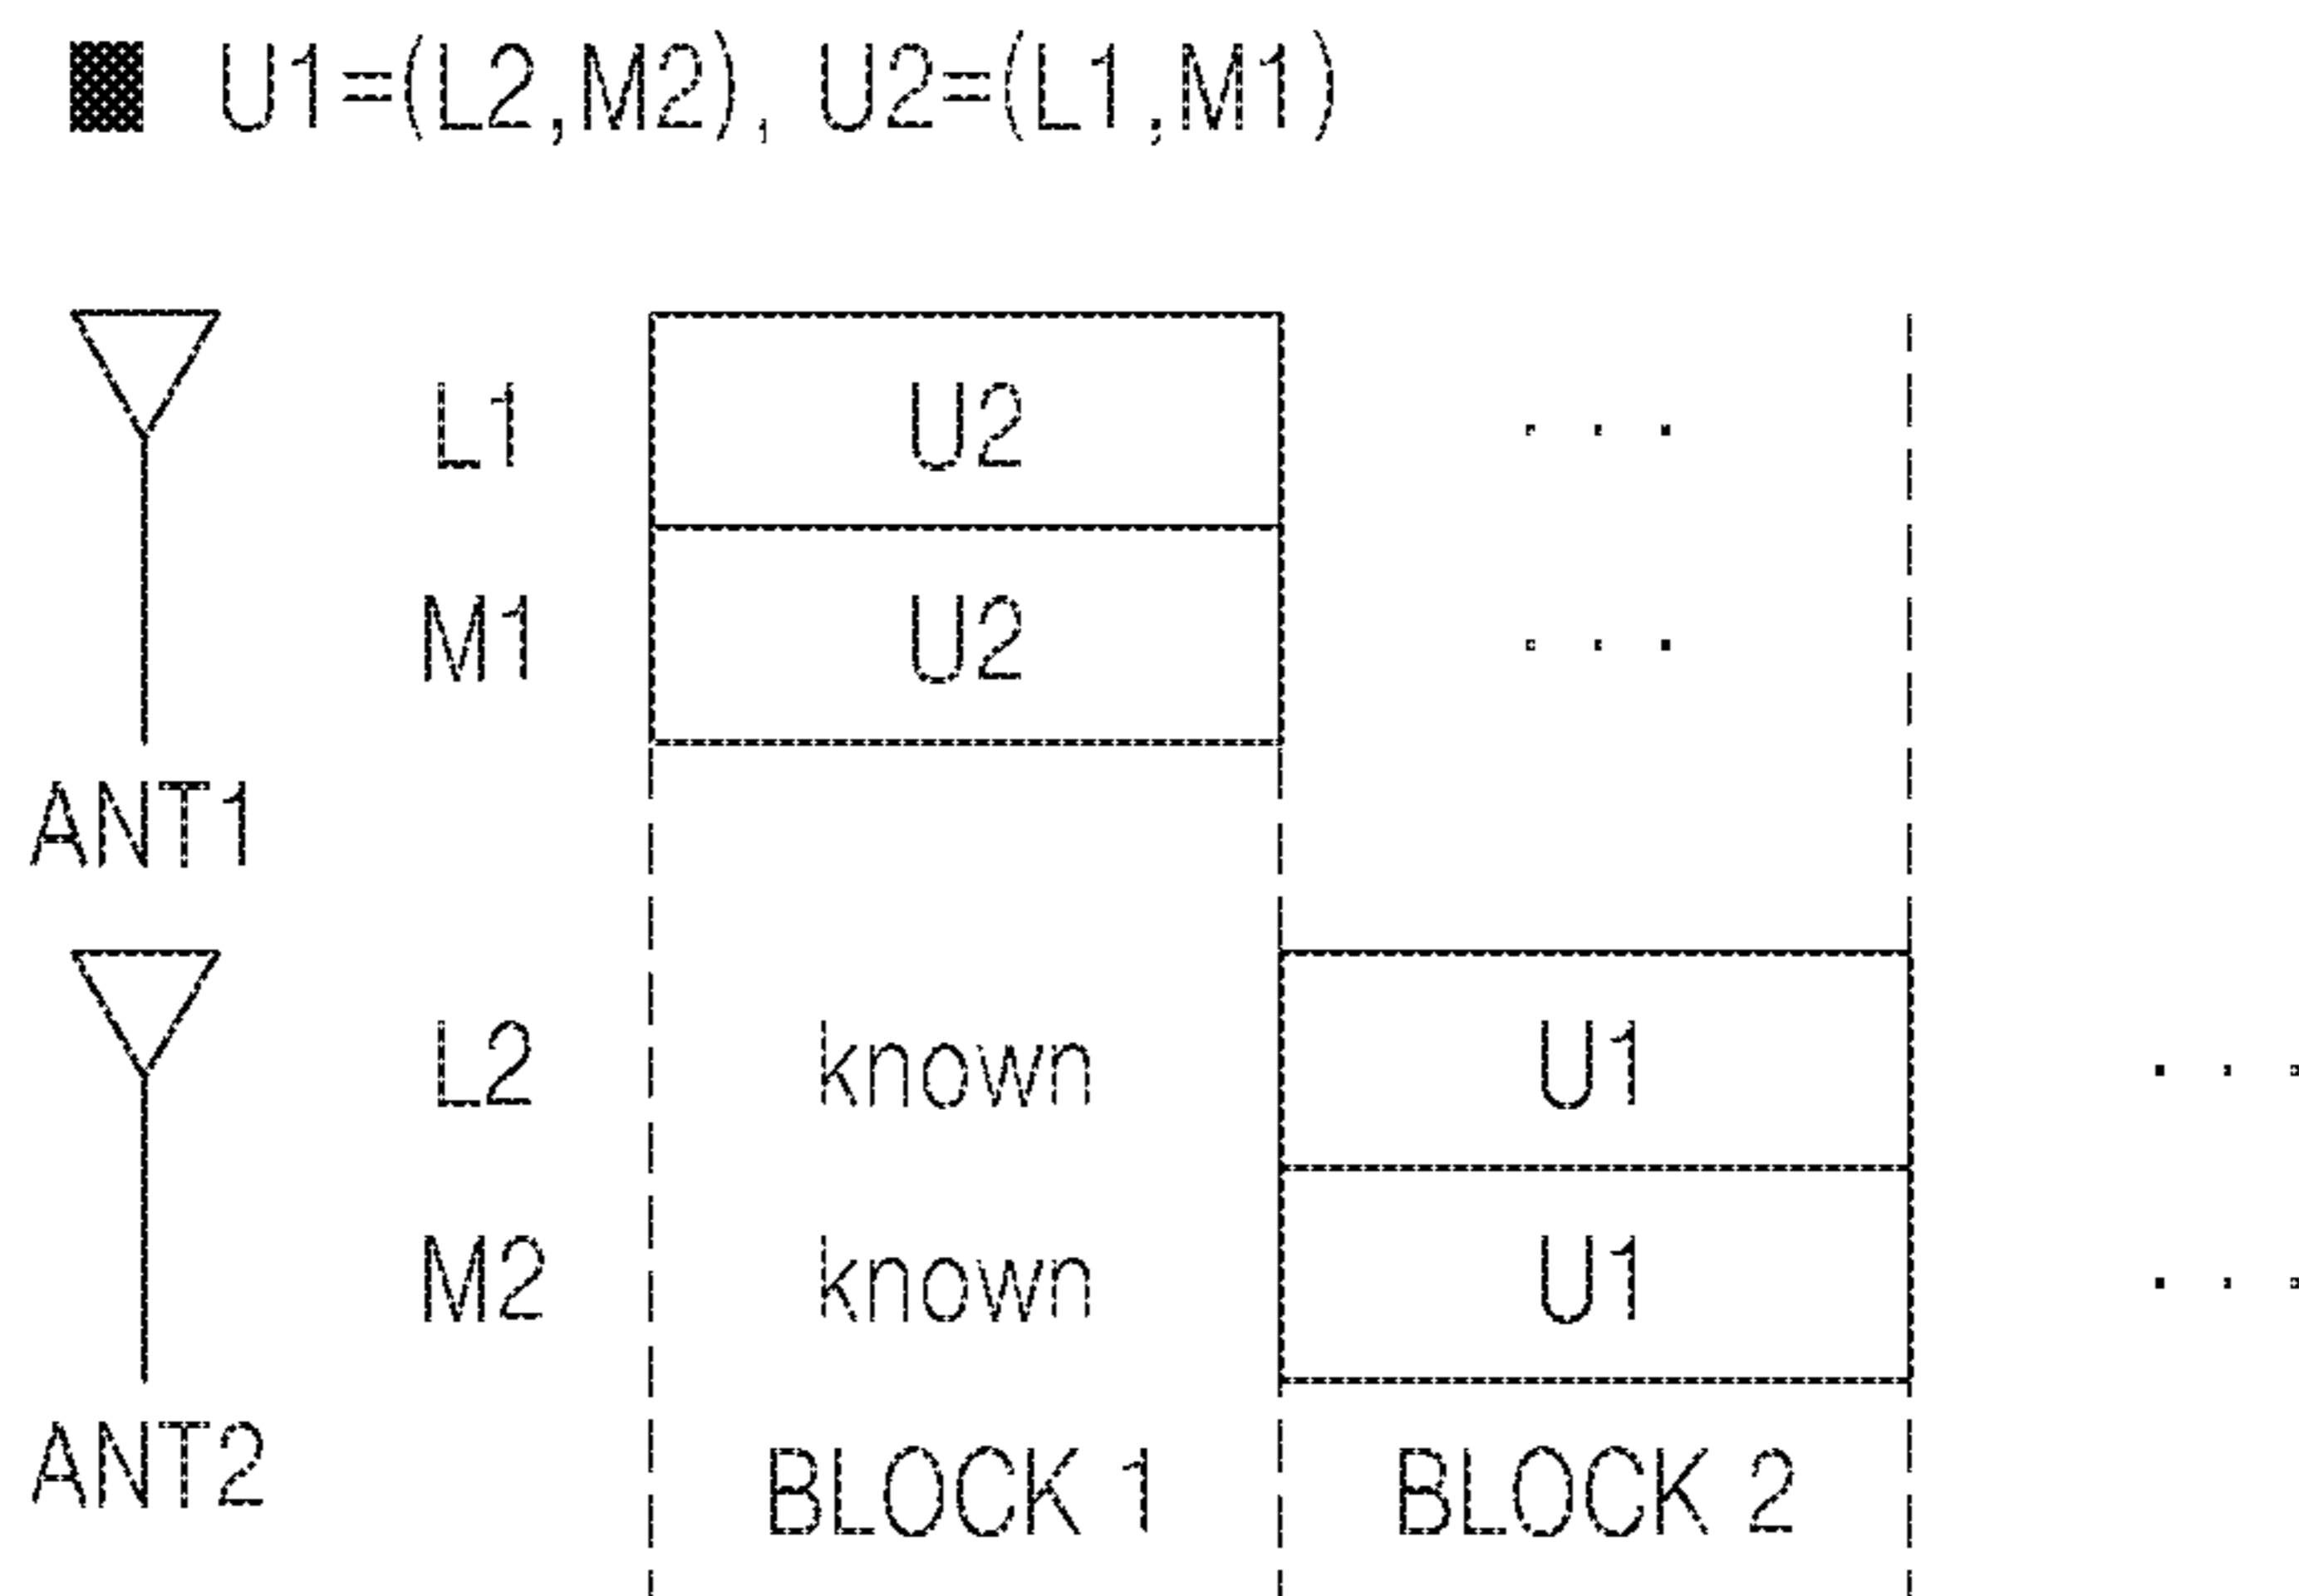 U1=(L2,M2), U2=(L1,M1)
L1 U2 . . .
M1 U2 . . .
ANT1
L2 known U1 . . .
M2 known U1 . . .
ANT2 BLOCK 1 BLOCK 2